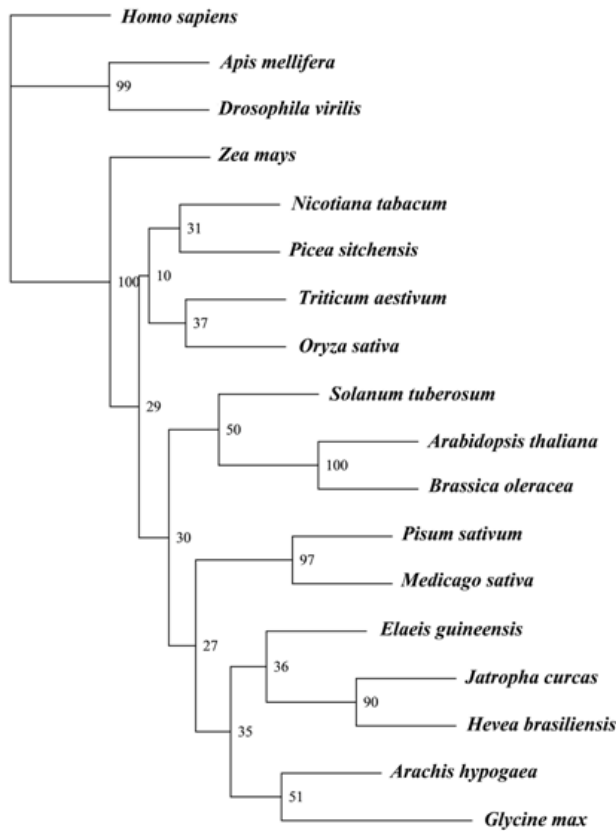 Homo sapiens
Apis mellifera
99
Drosophila virilis
Zea mays
Nicotiana tabacum
31
Picea sitchensis
100
10
Triticum aestivum
37
Oryza sativa
Solanum tuberosum
29
50
Arabidopsis thaliana
100
Brassica oleracea
Pisum sativum
30
97
Medicago sativa
Elaeis guineensis
27
36
Jatropha curcas
90
Hevea brasiliensis
35
Arachis hypogaea
51
Glycine max